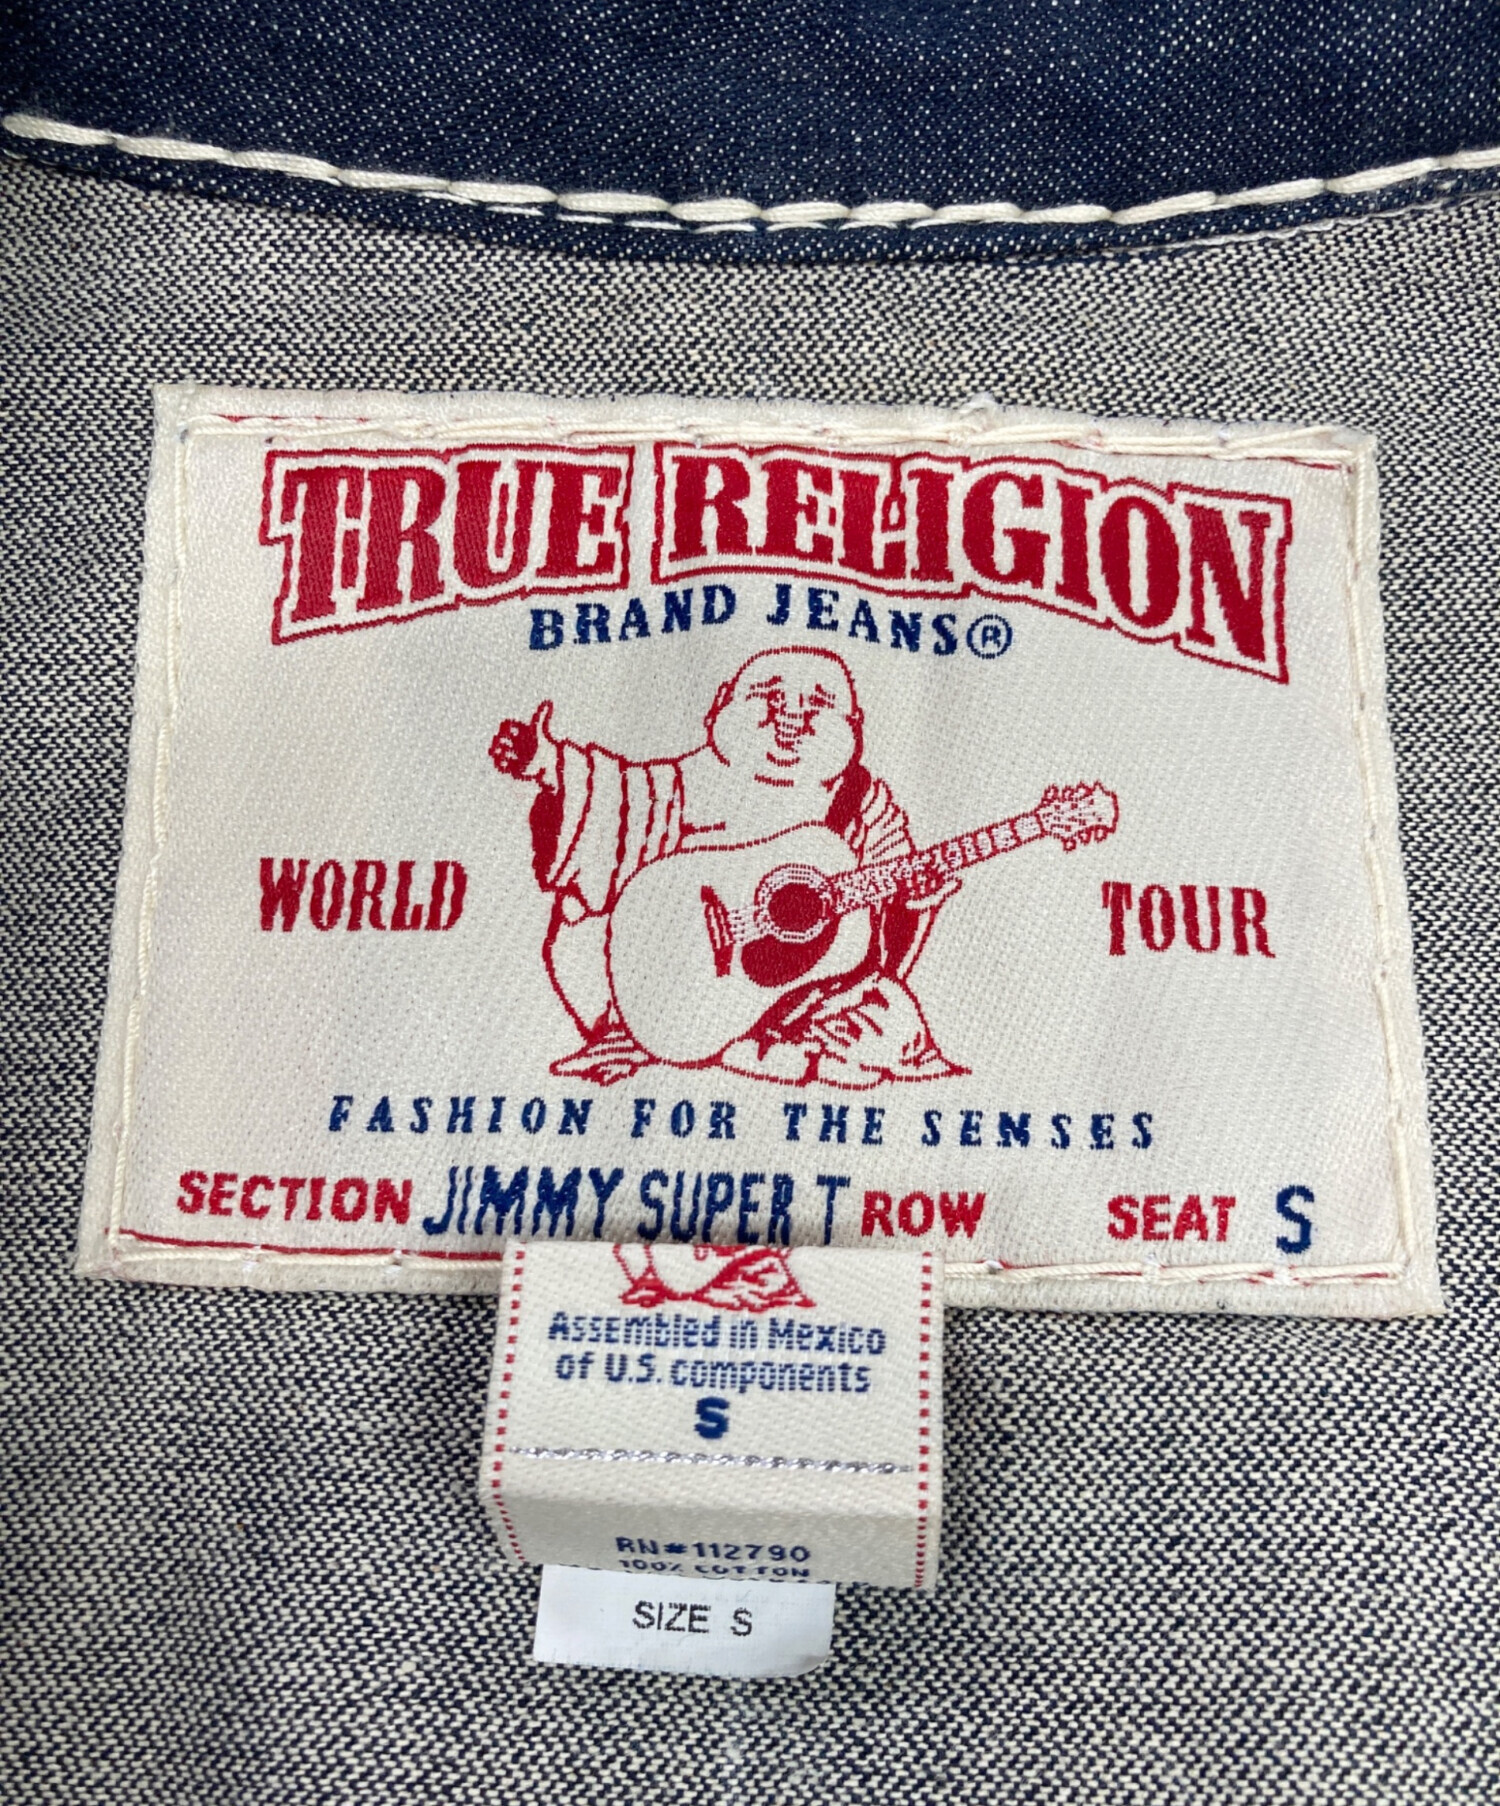 TRUE RELIGION
BRAND JEANS®
WORLD TOUR
FASHION FOR THE SENSES
SECTION JIMMY SUPER T ROW SEAT S
Assembled in Mexico
of U.S. components
S
RN#112790
100% COTTON
SIZE S